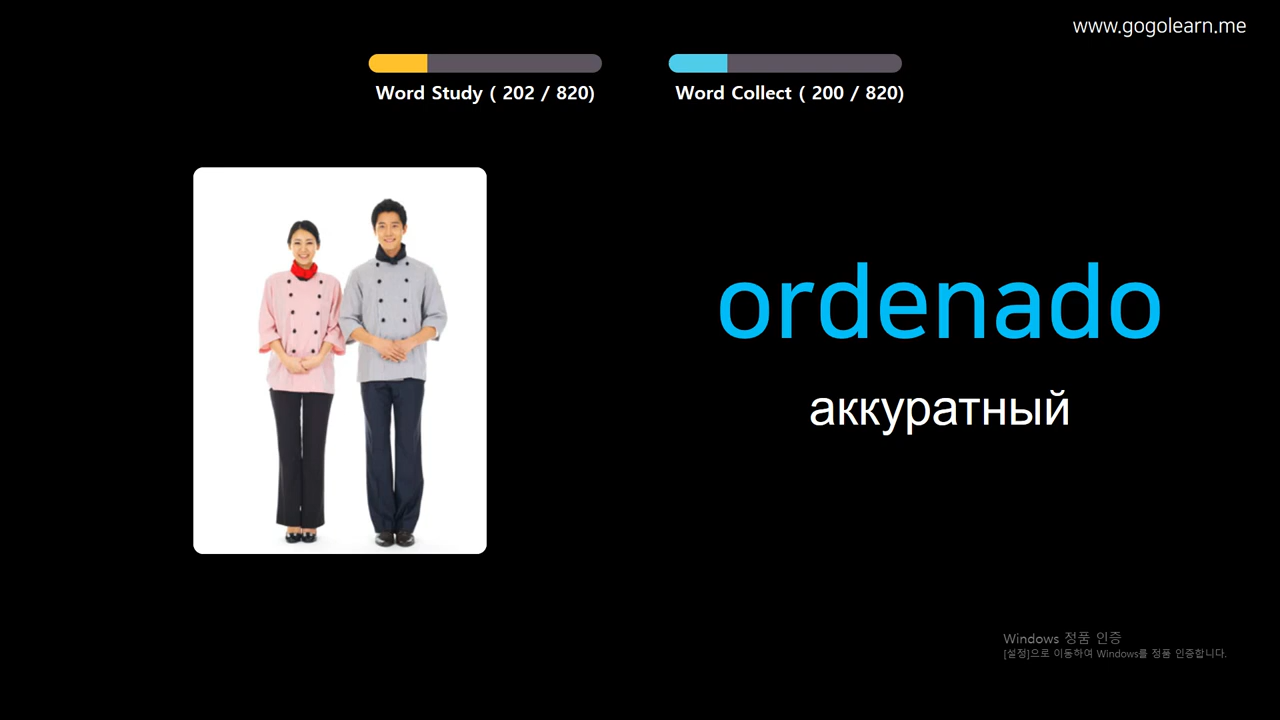 www.gogolearn.me
Word Study ( 202 / 820)
Word Collect ( 200 / 820)
ordenado
аккуратный
Windows 정품 인증
[설정]으로 이동하여 Windows를 정품 인증합니다.